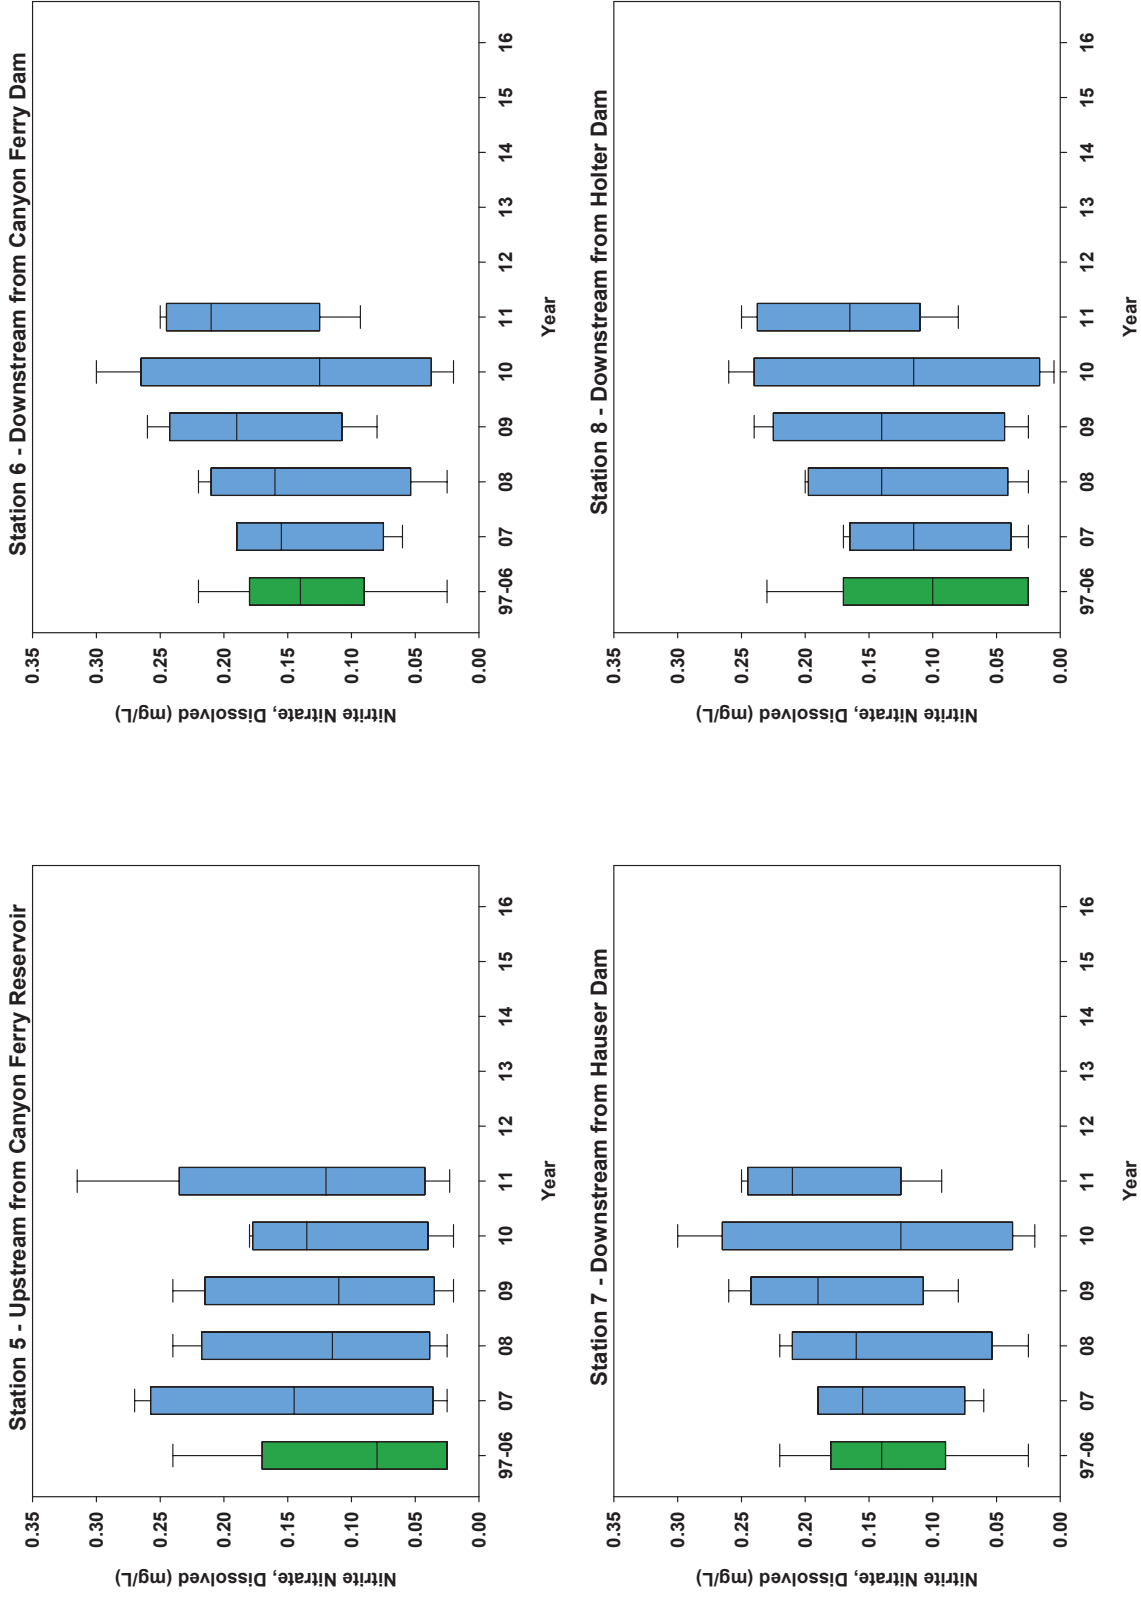 Station 5 - Upstream from Canyon Ferry Reservoir
Nitrite Nitrate, Dissolved (mg/L)
0.35
0.30
0.25
0.20
0.15
0.10
0.05
0.00
97-06 07 08 09 10 11 12 13 14 15 16
Year
Station 6 - Downstream from Canyon Ferry Dam
Nitrite Nitrate, Dissolved (mg/L)
0.35
0.30
0.25
0.20
0.15
0.10
0.05
0.00
97-06 07 08 09 10 11 12 13 14 15 16
Year
Station 7 - Downstream from Hauser Dam
Nitrite Nitrate, Dissolved (mg/L)
0.35
0.30
0.25
0.20
0.15
0.10
0.05
0.00
97-06 07 08 09 10 11 12 13 14 15 16
Year
Station 8 - Downstream from Holter Dam
Nitrite Nitrate, Dissolved (mg/L)
0.35
0.30
0.25
0.20
0.15
0.10
0.05
0.00
97-06 07 08 09 10 11 12 13 14 15 16
Year